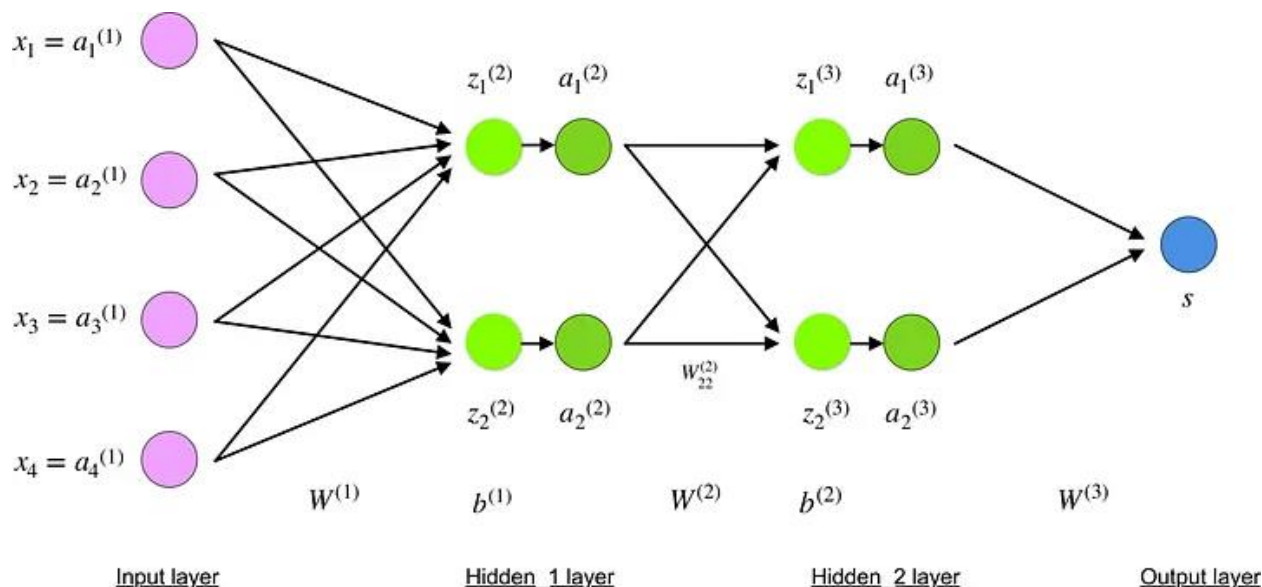 x₁ = a₁⁽¹⁾
z₁⁽²⁾ a₁⁽²⁾ z₁⁽³⁾ a₁⁽³⁾
x₂ = a₂⁽¹⁾
s
x₃ = a₃⁽¹⁾
W₂₂⁽²⁾
z₂⁽²⁾ a₂⁽²⁾ z₂⁽³⁾ a₂⁽³⁾
x₄ = a₄⁽¹⁾
W⁽¹⁾ b⁽¹⁾ W⁽²⁾ b⁽²⁾ W⁽³⁾
Input layer Hidden 1 layer Hidden 2 layer Output layer